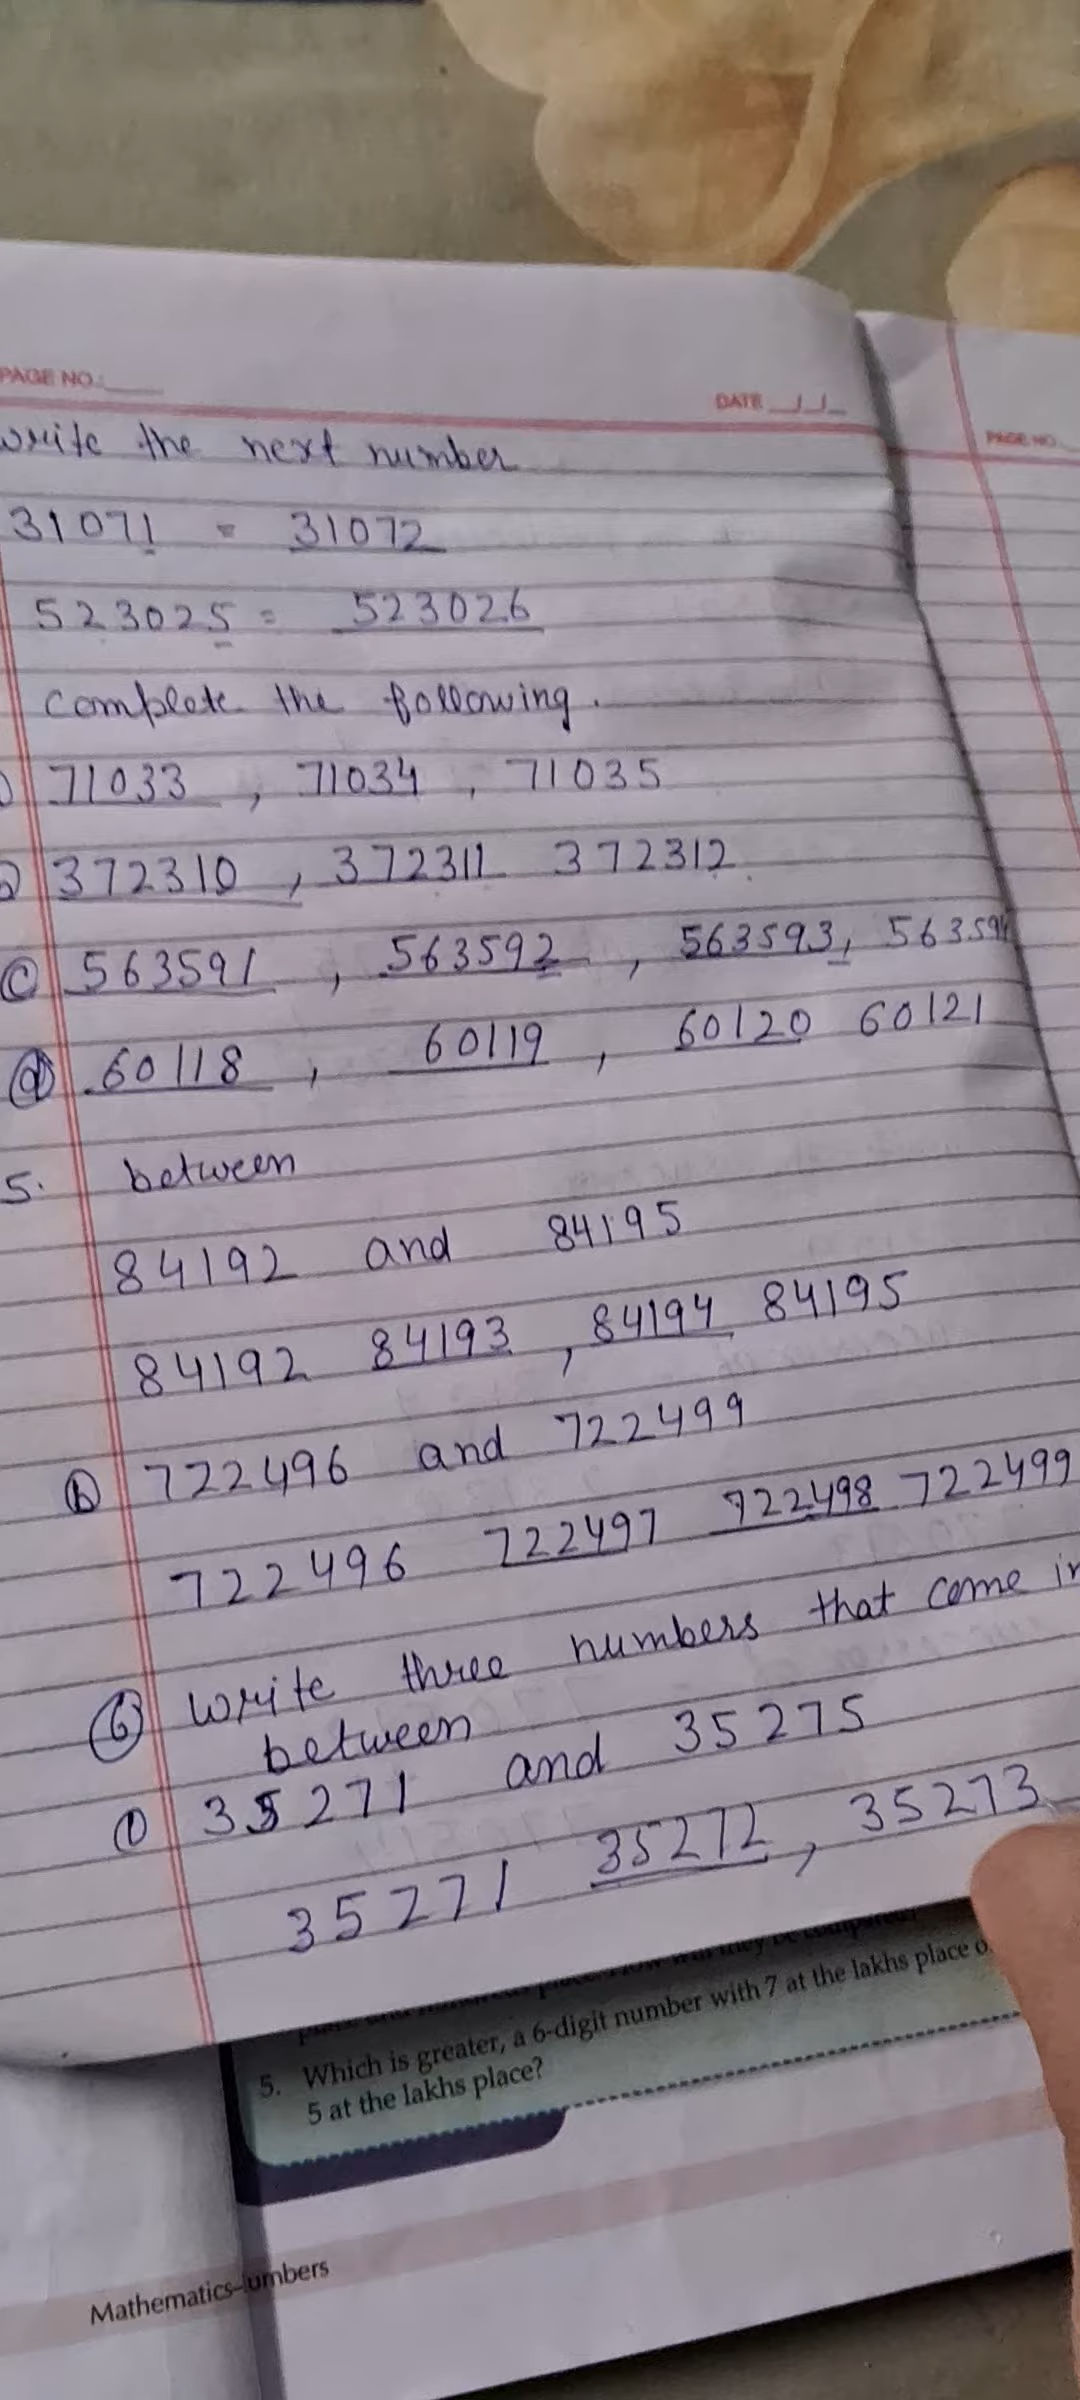 PAGE NO.:
DATE
PAGE NO.
write the next number
31071 = 31072
523025 = 523026
complete the following.
71033 , 71034 , 71035
372310 , 372311 372312
C 563591 , 563592 , 563593, 563594
d 60118 , 60119 , 60120 60121
5. between
84192 and 84195
84192 84193 , 84194 84195
b 722496 and 722499
722496 722497 722498 722499
6 write three numbers that come in
between
35271 and 35275
35271 35272 , 35273
5. Which is greater, a 6-digit number with 7 at the lakhs place
5 at the lakhs place?
Mathematics-umbers